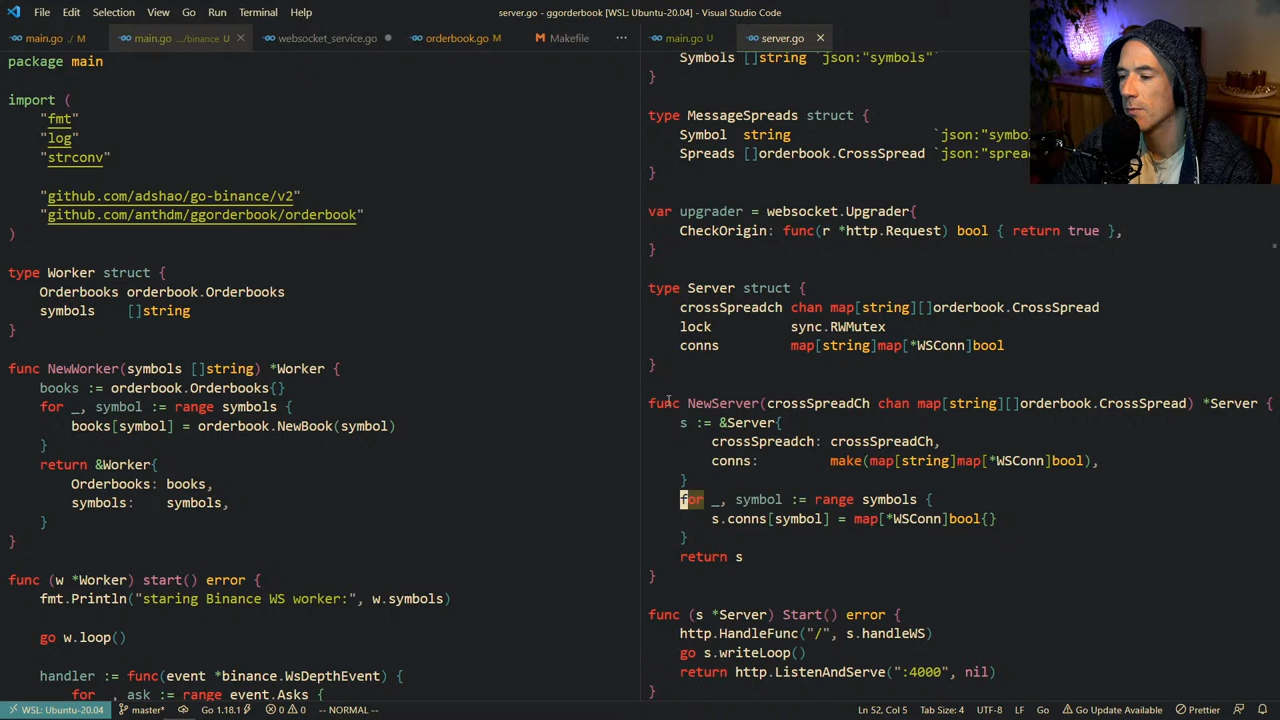 File Edit Selection View Go Run Terminal Help
server.go - ggorderbook [WSL: Ubuntu-20.04] - Visual Studio Code
main.go ./ M
main.go .../binance U
websocket_service.go
orderbook.go M
Makefile
main.go U
server.go
package main
import (
"fmt"
"log"
"strconv"
"github.com/adshao/go-binance/v2"
"github.com/anthdm/ggorderbook/orderbook"
)
type Worker struct {
Orderbooks orderbook.Orderbooks
symbols []string
}
func NewWorker(symbols []string) *Worker {
books := orderbook.Orderbooks{}
for _, symbol := range symbols {
books[symbol] = orderbook.NewBook(symbol)
}
return &Worker{
Orderbooks: books,
symbols: symbols,
}
}
func (w *Worker) start() error {
fmt.Println("staring Binance WS worker:", w.symbols)
go w.loop()
handler := func(event *binance.WsDepthEvent) {
for _, ask := range event.Asks {
Symbols []string `json:"symbols"`
}
type MessageSpreads struct {
Symbol string `json:"symbo
Spreads []orderbook.CrossSpread `json:"sprea
}
var upgrader = websocket.Upgrader{
CheckOrigin: func(r *http.Request) bool { return true },
}
type Server struct {
crossSpreadch chan map[string][]orderbook.CrossSpread
lock sync.RWMutex
conns map[string]map[*WSConn]bool
}
func NewServer(crossSpreadCh chan map[string][]orderbook.CrossSpread) *Server {
s := &Server{
crossSpreadch: crossSpreadCh,
conns: make(map[string]map[*WSConn]bool),
}
for _, symbol := range symbols {
s.conns[symbol] = map[*WSConn]bool{}
}
return s
}
func (s *Server) Start() error {
http.HandleFunc("/", s.handleWS)
go s.writeLoop()
return http.ListenAndServe(":4000", nil)
}
WSL: Ubuntu-20.04 master* Go 1.18.1 0 0 -- NORMAL -- Ln 52, Col 5 Tab Size: 4 UTF-8 LF Go Go Update Available Prettier